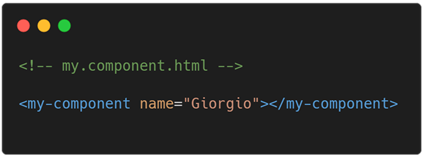 <!-- my.component.html -->
<my-component name="Giorgio"></my-component>